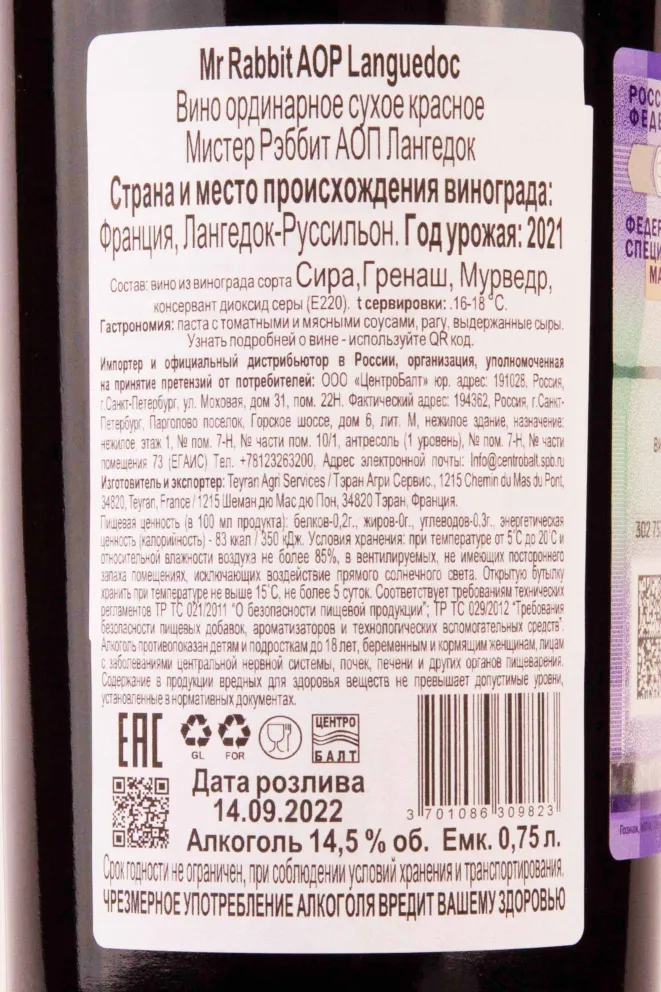 Mr Rabbit AOP Languedoc
Вино ординарное сухое красное
Мистер Рэббит АОП Лангедок
Страна и место происхождения винограда:
Франция, Лангедок-Руссильон. Год урожая: 2021
Состав: вино из винограда сорта Сира,Гренаш, Мурведр,
консервант диоксид серы (Е220). t сервировки: .16-18 °С.
Гастрономия: паста с томатными и мясными соусами, рагу, выдержанные сыры.
Узнать подробней о вине - используйте QR код.
Импортер и официальный дистрибьютор в России, организация, уполномоченная
на принятие претензий от потребителей: ООО «ЦентроБалт» юр. адрес: 191028, Россия,
г.Санкт-Петербург, ул. Моховая, дом 31, пом. 22Н. Фактический адрес: 194362, Россия, г.Санкт-
Петербург, Парголово поселок, Горское шоссе, дом 6, лит. М, нежилое здание, назначение:
нежилое, этаж 1, № пом. 7-Н, № части пом. 10/1, антресоль (1 уровень), № пом. 7-Н, № части
помещения 73 (ЕГАИС) Тел. +78123263200, Адрес электронной почты: Info@centrobalt.spb.ru
Изготовитель и экспортер: Teyran Agri Services / Тэран Агри Сервис., 1215 Chemin du Mas du Pont,
34820, Teyran, France / 1215 Шеман дю Мас дю Пон, 34820 Тэран, Франция.
Пищевая ценность (в 100 мл продукта): белков-0,2г., жиров-0г., углеводов-0.3г., энергетическая
ценность (калорийность) - 83 ккал / 350 кДж. Условия хранения: при температуре от 5˚С до 20˚С и
относительной влажности воздуха не более 85%, в вентилируемых, не имеющих постороннего
запаха помещениях, исключающих воздействие прямого солнечного света. Открытую бутылку
хранить при температуре не выше 15˚С, не более 5 суток. Соответствует требованиям технических
регламентов ТР ТС 021/2011 "О безопасности пищевой продукции"; ТР ТС 029/2012 "Требования
безопасности пищевых добавок, ароматизаторов и технологических вспомогательных средств".
Алкоголь противопоказан детям и подросткам до 18 лет, беременным и кормящим женщинам, лицам
с заболеваниями центральной нервной системы, почек, печени и других органов пищеварения.
Содержание в продукции вредных для здоровья веществ не превышает допустимые уровни,
установленные в нормативных документах.
ЕАС
GL
FOR
ЦЕНТРО
БАЛТ
Дата розлива
14.09.2022
3 701086 309823
Алкоголь 14,5 % об. Емк. 0,75 л.
Срок годности не ограничен, при соблюдении условий хранения и транспортирования.
ЧРЕЗМЕРНОЕ УПОТРЕБЛЕНИЕ АЛКОГОЛЯ ВРЕДИТ ВАШЕМУ ЗДОРОВЬЮ
РОСС
ФЕДЕ
ФЕДЕР
СПЕЦИ
МА
302 75